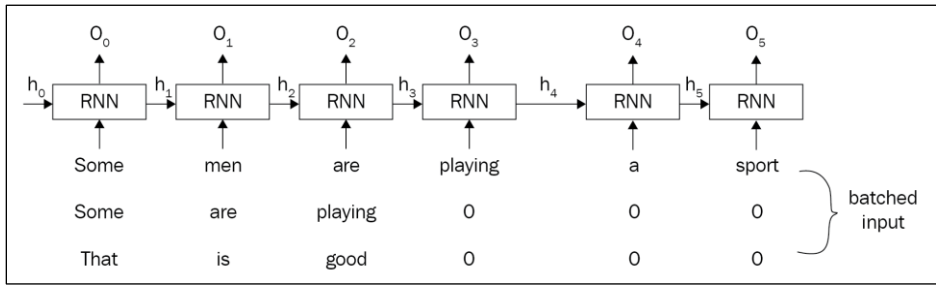 O₀ O₁ O₂ O₃ O₄ O₅
h₀ RNN h₁ RNN h₂ RNN h₃ RNN h₄ RNN h₅ RNN
Some men are playing a sport
Some are playing 0 0 0
That is good 0 0 0
batched
input